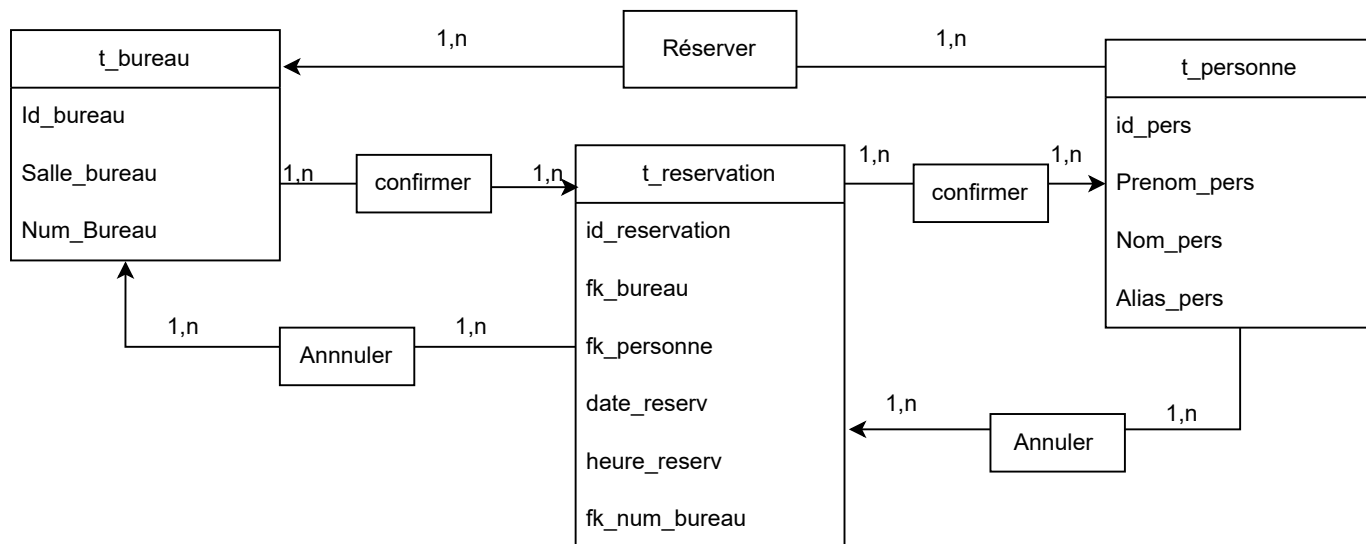 1,n
Réserver
1,n
t_bureau
Id_bureau
Salle_bureau
Num_Bureau
t_personne
id_pers
Prenom_pers
Nom_pers
Alias_pers
1,n
confirmer
1,n
t_reservation
id_reservation
fk_bureau
fk_personne
date_reserv
heure_reserv
fk_num_bureau
1,n
confirmer
1,n
1,n
Annnuler
1,n
1,n
Annuler
1,n